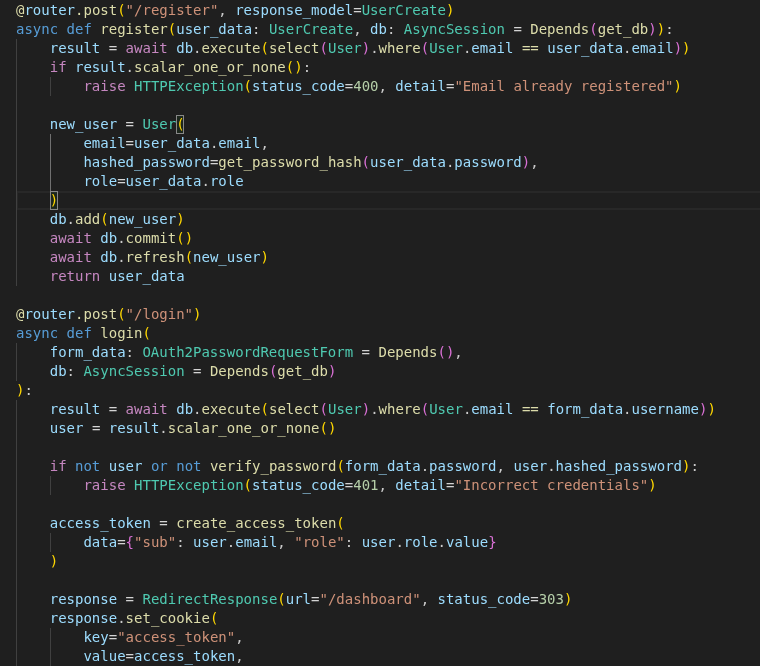 @router.post("/register", response_model=UserCreate)
async def register(user_data: UserCreate, db: AsyncSession = Depends(get_db)):
    result = await db.execute(select(User).where(User.email == user_data.email))
    if result.scalar_one_or_none():
        raise HTTPException(status_code=400, detail="Email already registered")

    new_user = User(
        email=user_data.email,
        hashed_password=get_password_hash(user_data.password),
        role=user_data.role
    )
    db.add(new_user)
    await db.commit()
    await db.refresh(new_user)
    return user_data

@router.post("/login")
async def login(
    form_data: OAuth2PasswordRequestForm = Depends(),
    db: AsyncSession = Depends(get_db)
):
    result = await db.execute(select(User).where(User.email == form_data.username))
    user = result.scalar_one_or_none()

    if not user or not verify_password(form_data.password, user.hashed_password):
        raise HTTPException(status_code=401, detail="Incorrect credentials")

    access_token = create_access_token(
        data={"sub": user.email, "role": user.role.value}
    )

    response = RedirectResponse(url="/dashboard", status_code=303)
    response.set_cookie(
        key="access_token",
        value=access_token,